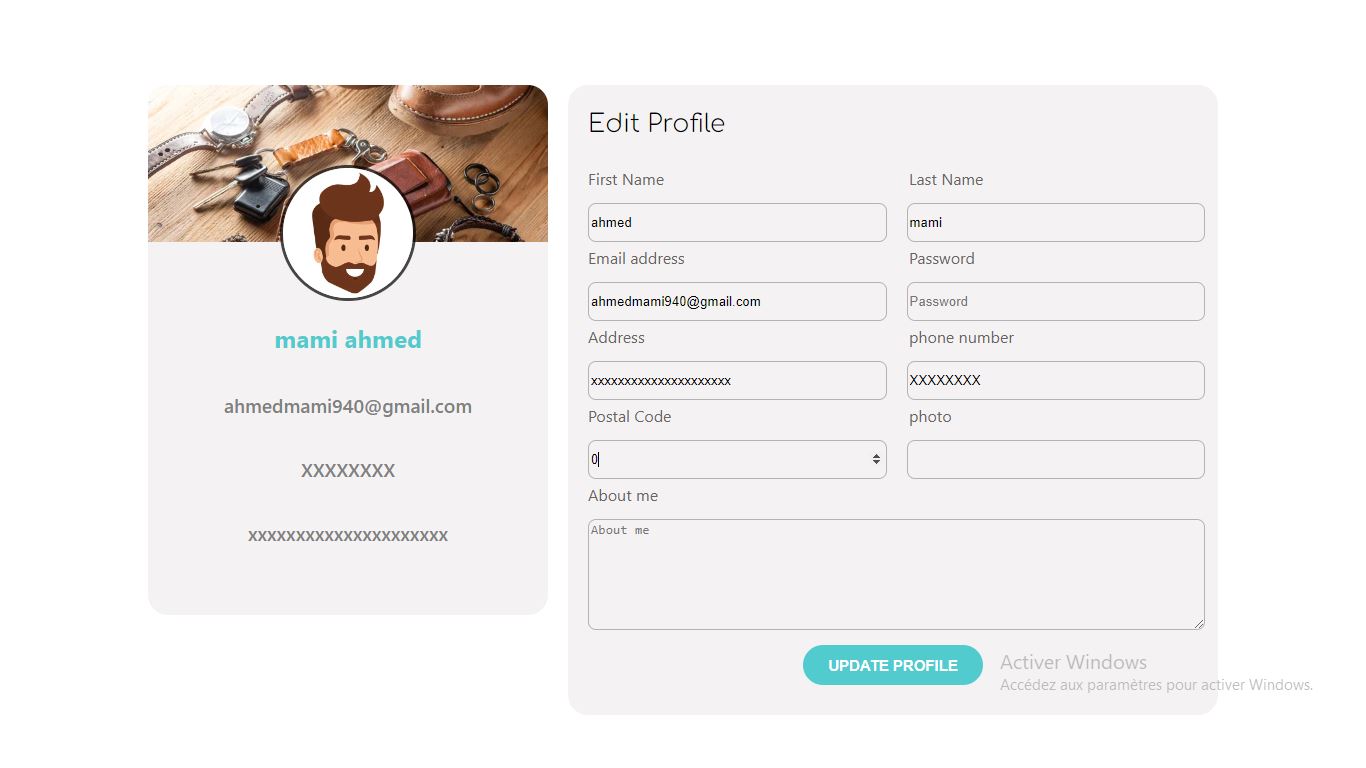 mami ahmed
ahmedmami940@gmail.com
XXXXXXXX
xxxxxxxxxxxxxxxxxxxxx
Edit Profile
First Name Last Name
ahmed mami
Email address Password
ahmedmami940@gmail.com Password
Address phone number
xxxxxxxxxxxxxxxxxxxxx XXXXXXXX
Postal Code photo
0
About me
About me
UPDATE PROFILE
Activer Windows
Accédez aux paramètres pour activer Windows.